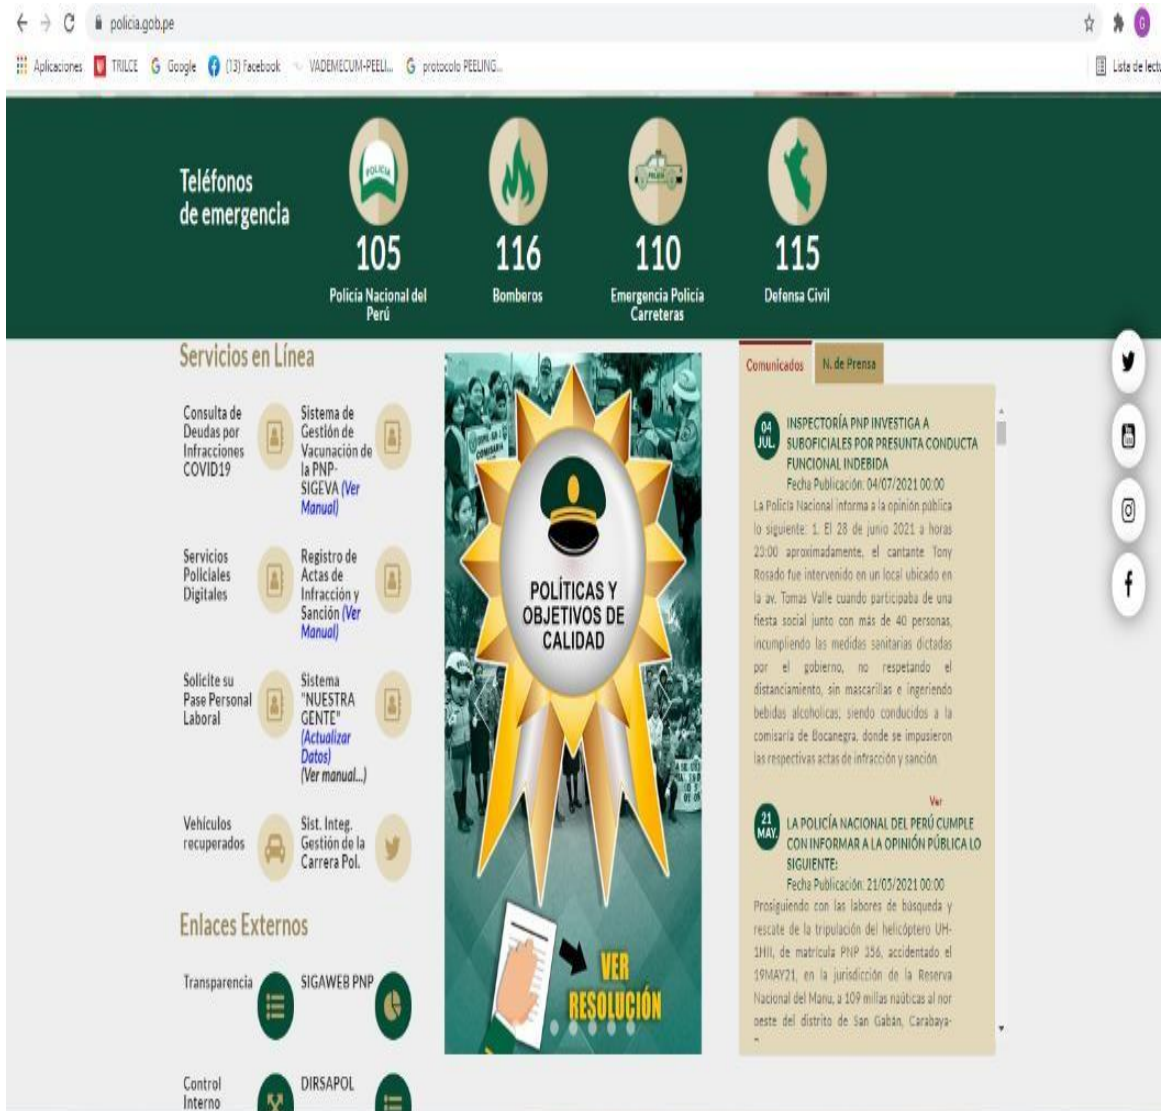 policia.gob.pe
G
Aplicaciones
TRILCE
Google
(13) Facebook
VADEMECUM-PEELI...
protocolo PEELING...
Lista de lectu
Teléfonos
de emergencia
POLICIA
105
Policía Nacional del
Perú
116
Bomberos
110
Emergencia Policía
Carreteras
115
Defensa Civil
Servicios en Línea
Consulta de
Deudas por
Infracciones
COVID19
Sistema de
Gestión de
Vacunación de
la PNP-
SIGEVA (Ver
Manual)
Servicios
Policiales
Digitales
Registro de
Actas de
Infracción y
Sanción (Ver
Manual)
Solicite su
Pase Personal
Laboral
Sistema
"NUESTRA
GENTE"
(Actualizar
Datos)
(Ver manual...)
Vehículos
recuperados
Sist. Integ.
Gestión de la
Carrera Pol.
Enlaces Externos
Transparencia
SIGAWEB PNP
Control
Interno
DIRSAPOL
POLÍTICAS Y
OBJETIVOS DE
CALIDAD
VER
RESOLUCIÓN
Comunicados
N. de Prensa
04
JUL.
INSPECTORÍA PNP INVESTIGA A
SUBOFICIALES POR PRESUNTA CONDUCTA
FUNCIONAL INDEBIDA
Fecha Publicación: 04/07/2021 00:00
La Policía Nacional informa a la opinión pública
lo siguiente: 1. El 28 de junio 2021 a horas
23:00 aproximadamente, el cantante Tony
Rosado fue intervenido en un local ubicado en
la av. Tomas Valle cuando participaba de una
fiesta social junto con más de 40 personas,
incumpliendo las medidas sanitarias dictadas
por el gobierno, no respetando el
distanciamiento, sin mascarillas e ingeriendo
bebidas alcoholicas; siendo conducidos a la
comisaría de Bocanegra, donde se impusieron
las respectivas actas de infracción y sanción.
Ver
21
MAY.
LA POLICÍA NACIONAL DEL PERÚ CUMPLE
CON INFORMAR A LA OPINIÓN PÚBLICA LO
SIGUIENTE:
Fecha Publicación: 21/05/2021 00:00
Prosiguiendo con las labores de búsqueda y
rescate de la tripulación del helicóptero UH-
1HII, de matrícula PNP 356, accidentado el
19MAY21, en la jurisdicción de la Reserva
Nacional del Manu, a 109 millas naúticas al nor
oeste del distrito de San Gabán, Carabaya-